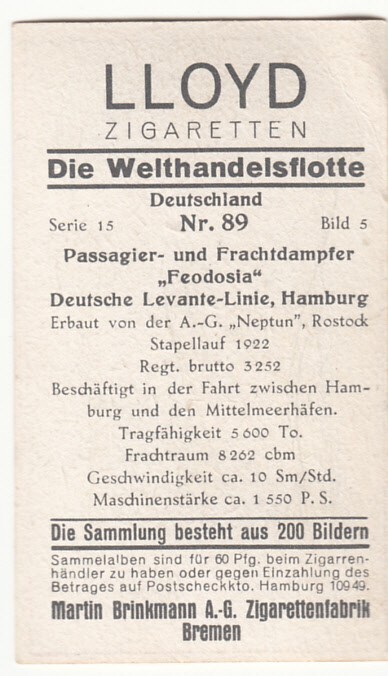 LLOYD
ZIGARETTEN
Die Welthandelsflotte
Deutschland
Serie 15 Nr. 89 Bild 5
Passagier- und Frachtdampfer
„Feodosia“
Deutsche Levante-Linie, Hamburg
Erbaut von der A.-G. „Neptun“, Rostock
Stapellauf 1922
Regt. brutto 3252
Beschäftigt in der Fahrt zwischen Ham-
burg und den Mittelmeerhäfen.
Tragfähigkeit 5600 To.
Frachtraum 8262 cbm
Geschwindigkeit ca. 10 Sm/Std.
Maschinenstärke ca. 1550 P. S.
Die Sammlung besteht aus 200 Bildern
Sammelalben sind für 60 Pfg. beim Zigarren-
händler zu haben oder gegen Einzahlung des
Betrages auf Postscheckkto. Hamburg 10949.
Martin Brinkmann A.-G. Zigarettenfabrik
Bremen